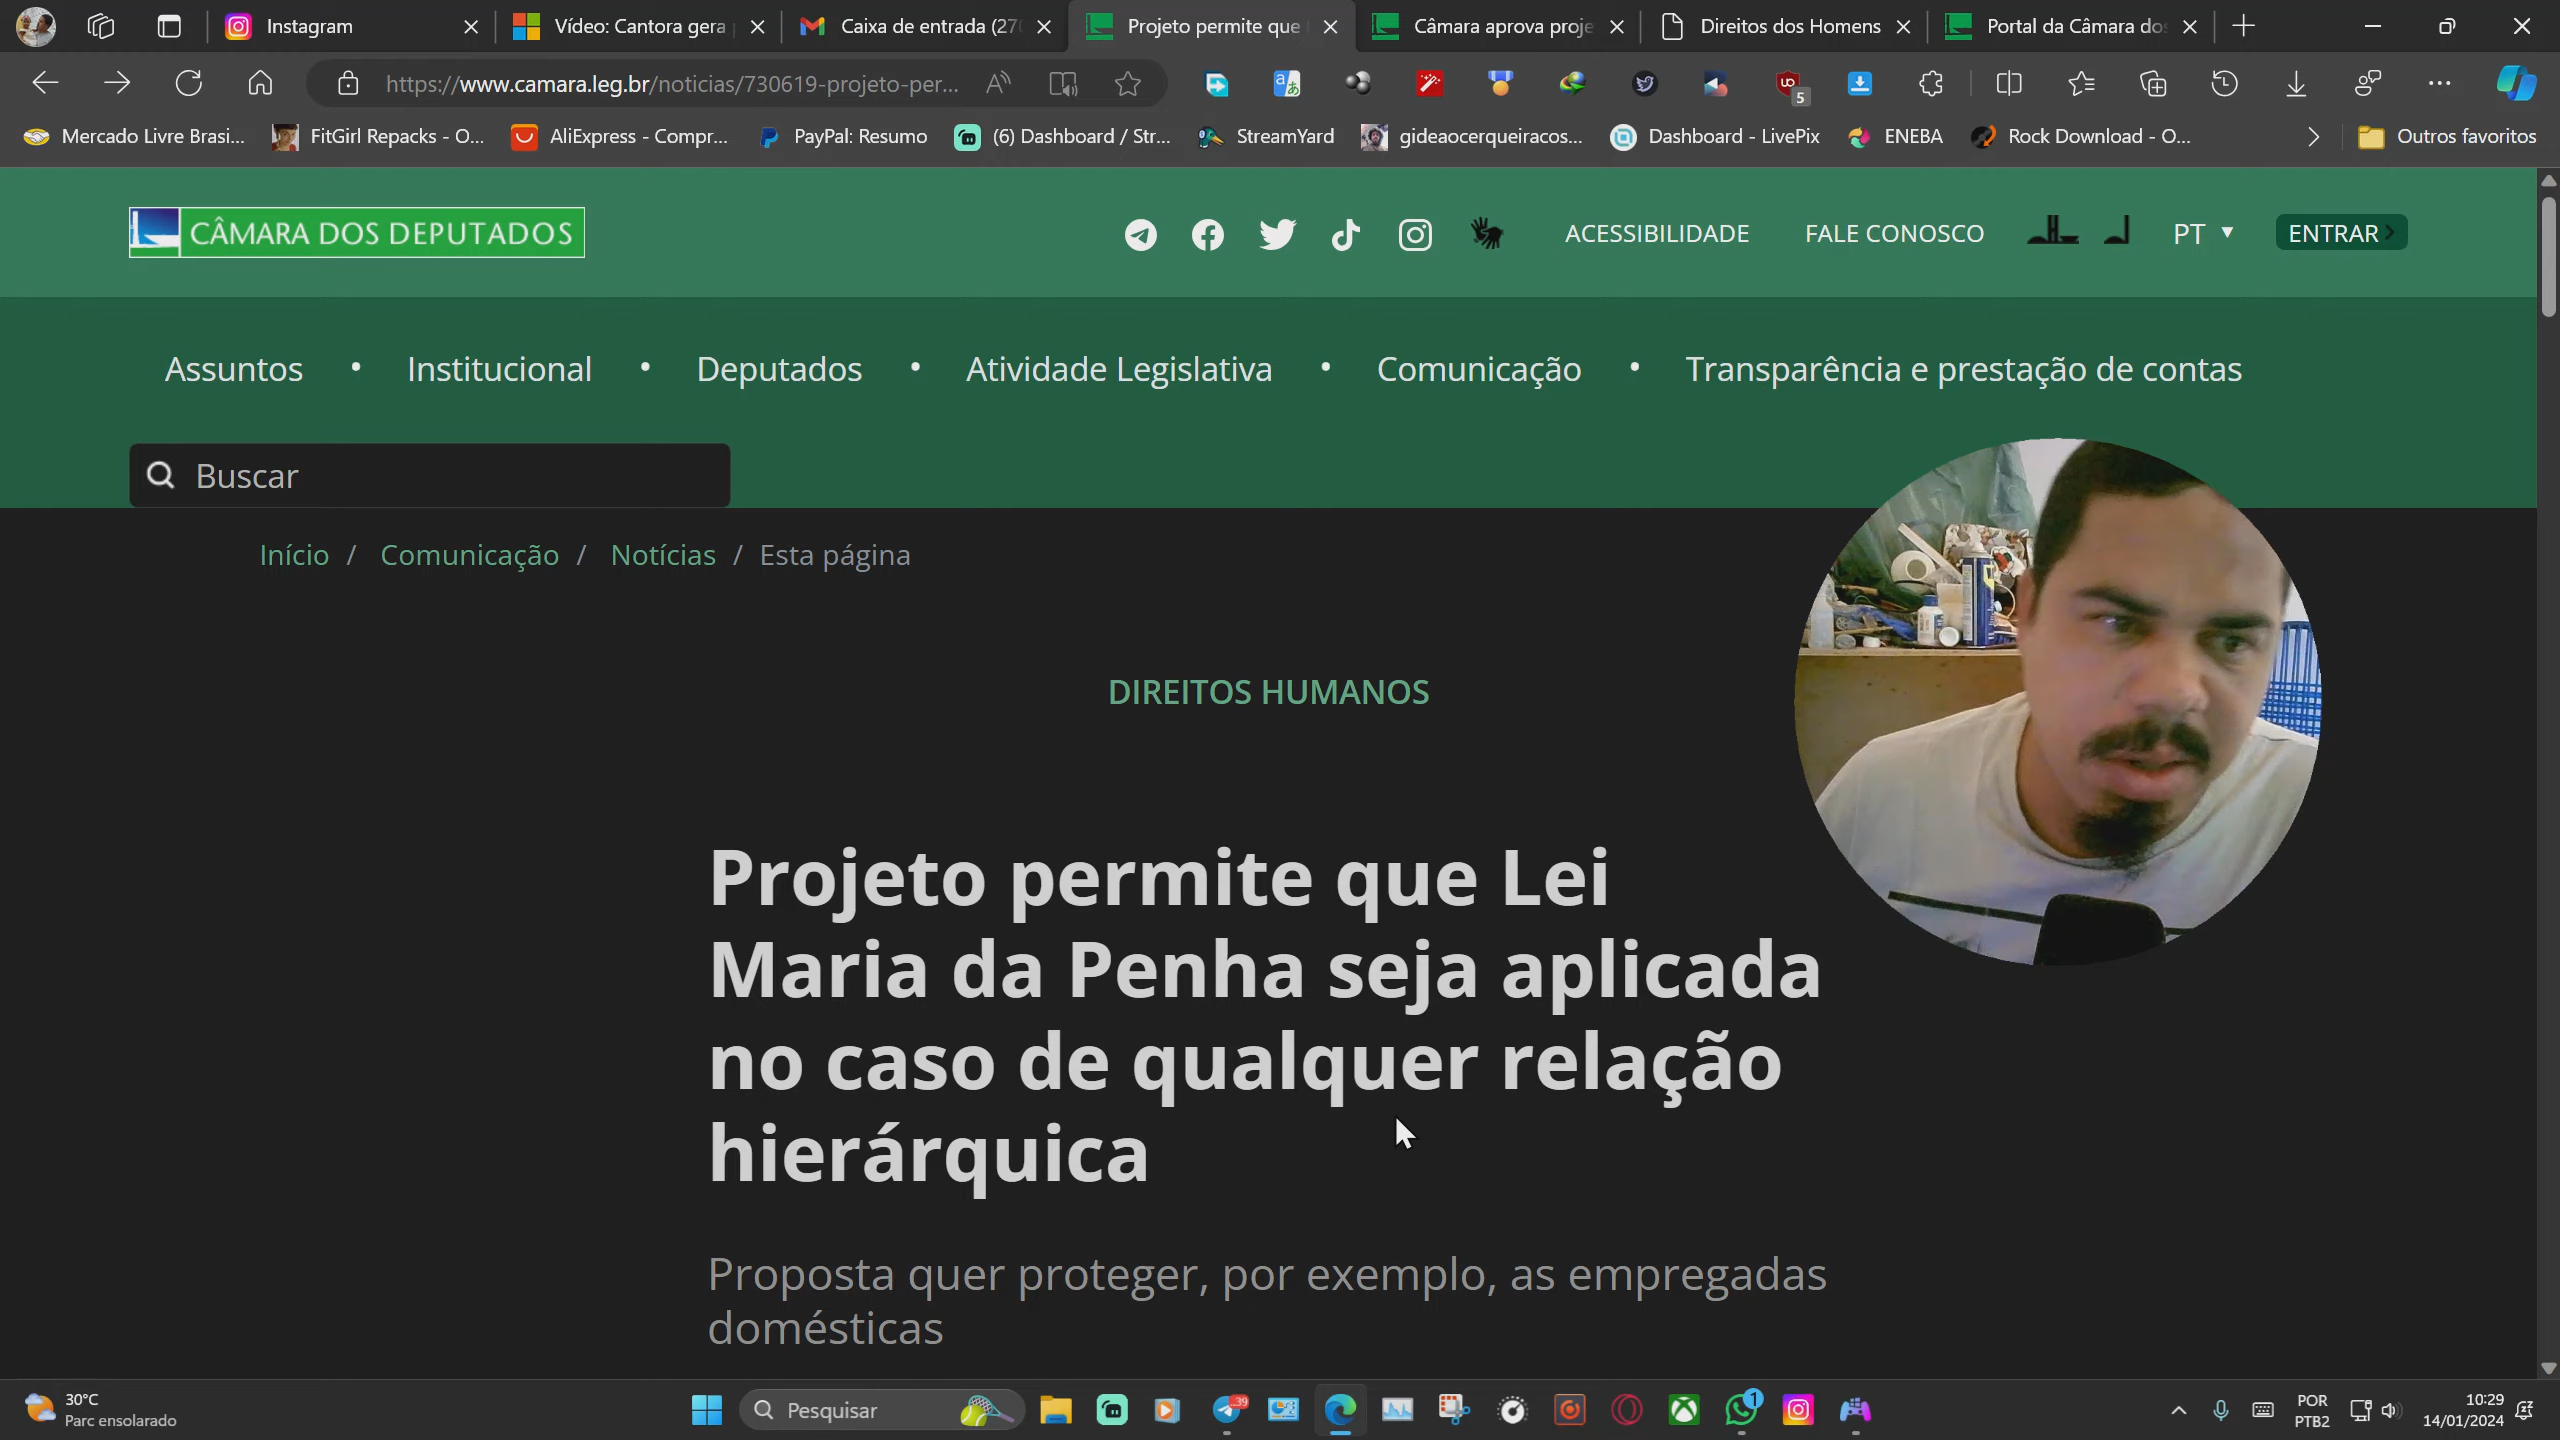 Instagram
Vídeo: Cantora gera
Caixa de entrada (27
Projeto permite que
Câmara aprova proje
Direitos dos Homens
Portal da Câmara do
https://www.camara.leg.br/noticias/730619-projeto-per...
5
Mercado Livre Brasi...
FitGirl Repacks - O...
AliExpress - Compr...
PayPal: Resumo
(6) Dashboard / Str...
StreamYard
gideaocerqueiracos...
Dashboard - LivePix
ENEBA
Rock Download - O...
Outros favoritos
CÂMARA DOS DEPUTADOS
ACESSIBILIDADE
FALE CONOSCO
PT
ENTRAR
Assuntos • Institucional • Deputados • Atividade Legislativa • Comunicação • Transparência e prestação de contas
Buscar
Início / Comunicação / Notícias / Esta página
DIREITOS HUMANOS
Projeto permite que Lei
Maria da Penha seja aplicada
no caso de qualquer relação
hierárquica
Proposta quer proteger, por exemplo, as empregadas
domésticas
30°C
Parc ensolarado
Pesquisar
39
1
POR
PTB2
10:29
14/01/2024